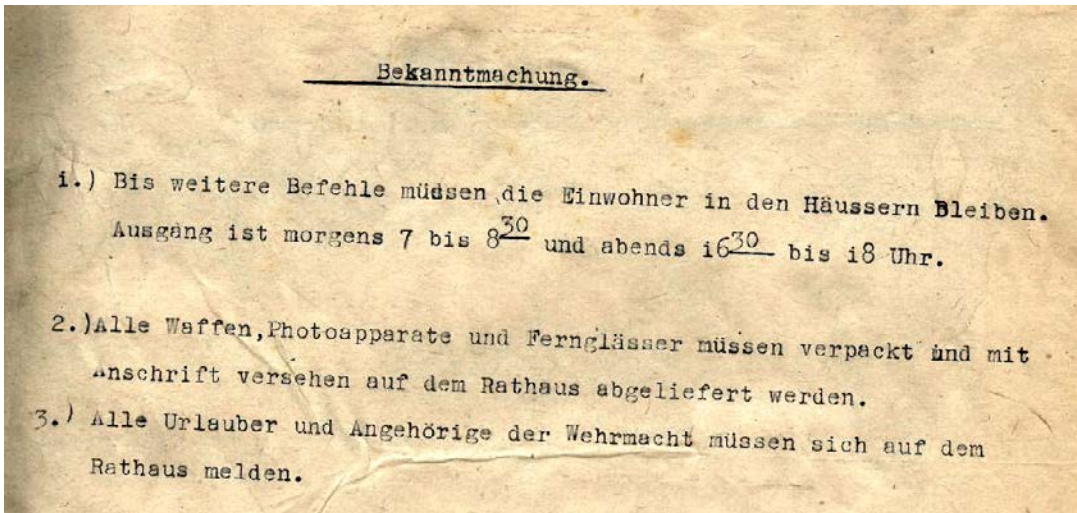 Bekanntmachung.
i.) Bis weitere Befehle müssen die Einwohner in den Häussern Bleiben.
Ausgang ist morgens 7 bis 8³⁰ und abends i6³⁰ bis i8 Uhr.
2.)Alle Waffen,Photoapparate und Fernglässer müssen verpackt und mit
Anschrift versehen auf dem Rathaus abgeliefert werden.
3.) Alle Urlauber und Angehörige der Wehrmacht müssen sich auf dem
Rathaus melden.